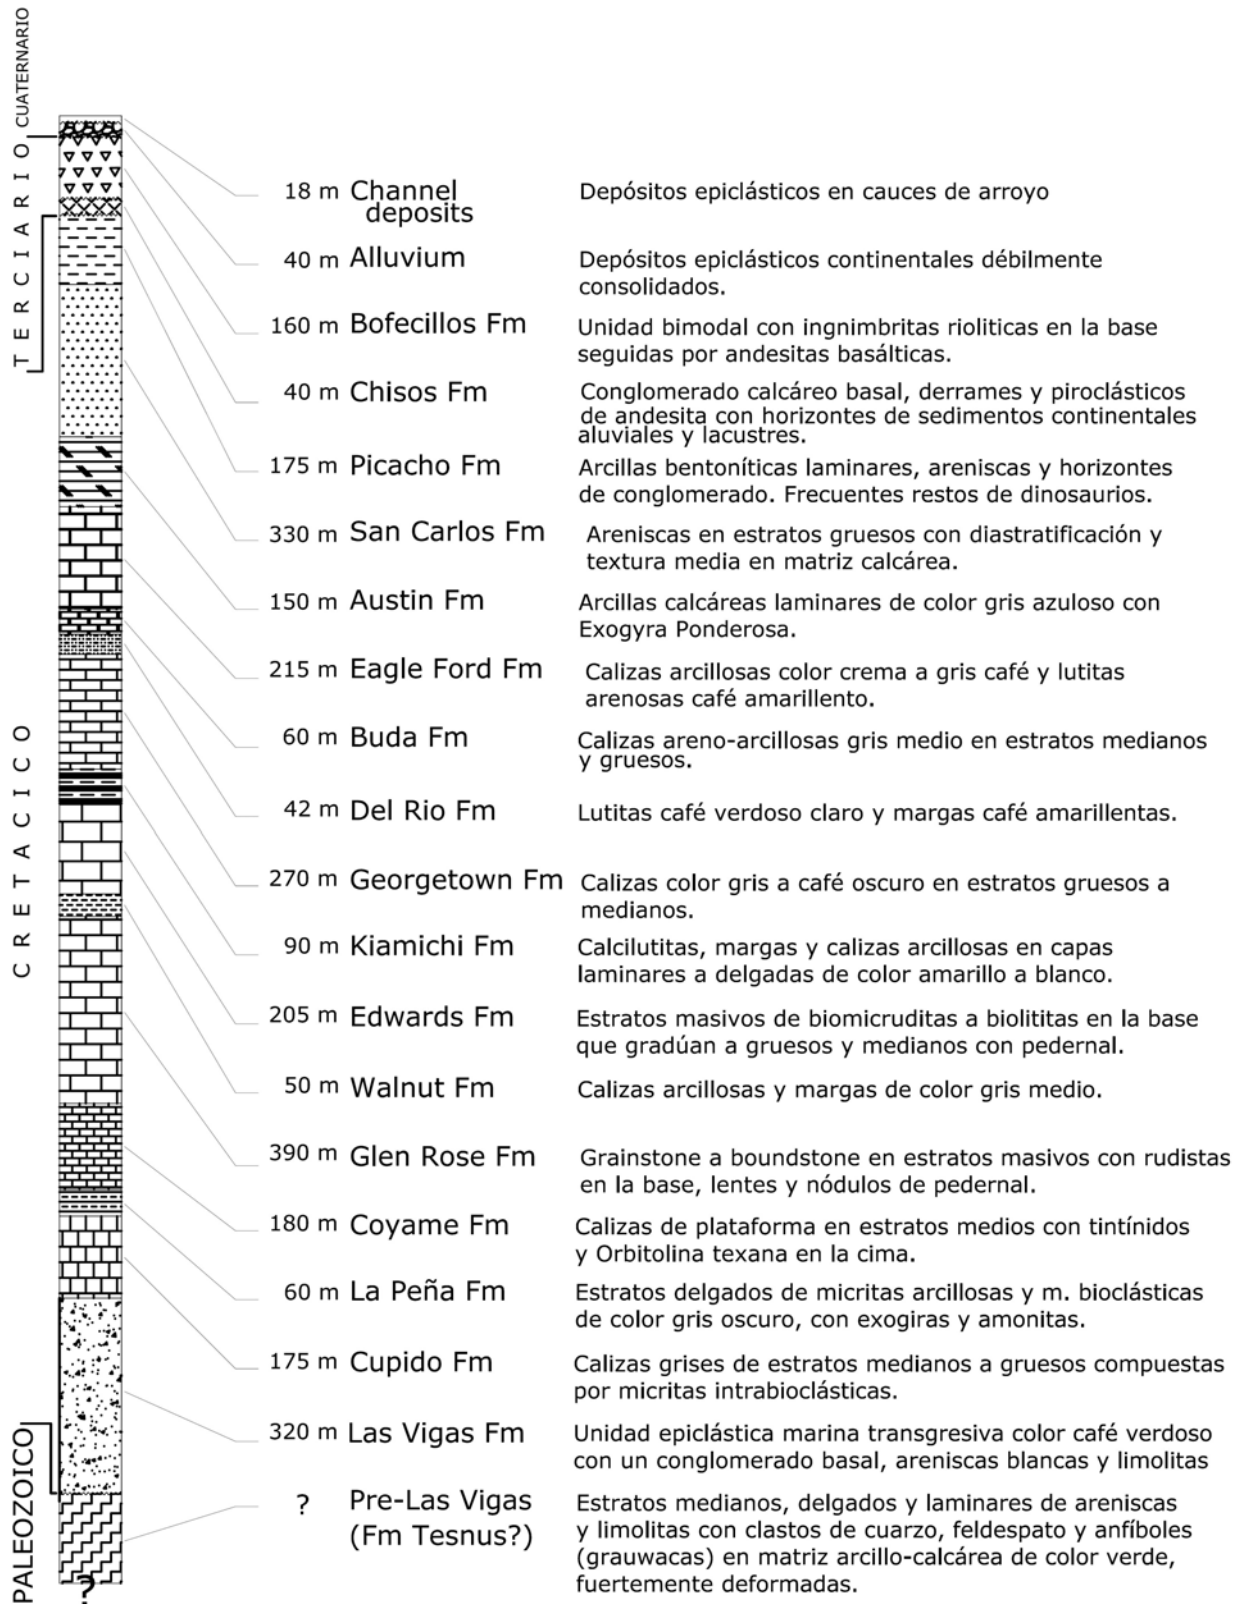 CUATERNARIO
TERCIARIO
CRETACICO
PALEOZOICO
18 m Channel deposits Depósitos epiclásticos en cauces de arroyo
40 m Alluvium Depósitos epiclásticos continentales débilmente
consolidados.
160 m Bofecillos Fm Unidad bimodal con ingnimbritas rioliticas en la base
seguidas por andesitas basálticas.
40 m Chisos Fm Conglomerado calcáreo basal, derrames y piroclásticos
de andesita con horizontes de sedimentos continentales
aluviales y lacustres.
175 m Picacho Fm Arcillas bentoníticas laminares, areniscas y horizontes
de conglomerado. Frecuentes restos de dinosaurios.
330 m San Carlos Fm Areniscas en estratos gruesos con diastratificación y
textura media en matriz calcárea.
150 m Austin Fm Arcillas calcáreas laminares de color gris azuloso con
Exogyra Ponderosa.
215 m Eagle Ford Fm Calizas arcillosas color crema a gris café y lutitas
arenosas café amarillento.
60 m Buda Fm Calizas areno-arcillosas gris medio en estratos medianos
y gruesos.
42 m Del Rio Fm Lutitas café verdoso claro y margas café amarillentas.
270 m Georgetown Fm Calizas color gris a café oscuro en estratos gruesos a
medianos.
90 m Kiamichi Fm Calcilutitas, margas y calizas arcillosas en capas
laminares a delgadas de color amarillo a blanco.
205 m Edwards Fm Estratos masivos de biomicruditas a biolititas en la base
que gradúan a gruesos y medianos con pedernal.
50 m Walnut Fm Calizas arcillosas y margas de color gris medio.
390 m Glen Rose Fm Grainstone a boundstone en estratos masivos con rudistas
en la base, lentes y nódulos de pedernal.
180 m Coyame Fm Calizas de plataforma en estratos medios con tintínidos
y Orbitolina texana en la cima.
60 m La Peña Fm Estratos delgados de micritas arcillosas y m. bioclásticas
de color gris oscuro, con exogiras y amonitas.
175 m Cupido Fm Calizas grises de estratos medianos a gruesos compuestas
por micritas intrabioclásticas.
320 m Las Vigas Fm Unidad epiclástica marina transgresiva color café verdoso
con un conglomerado basal, areniscas blancas y limolitas
? Pre-Las Vigas Estratos medianos, delgados y laminares de areniscas
(Fm Tesnus?) y limolitas con clastos de cuarzo, feldespato y anfíboles
(grauwacas) en matriz arcillo-calcárea de color verde,
fuertemente deformadas.
?